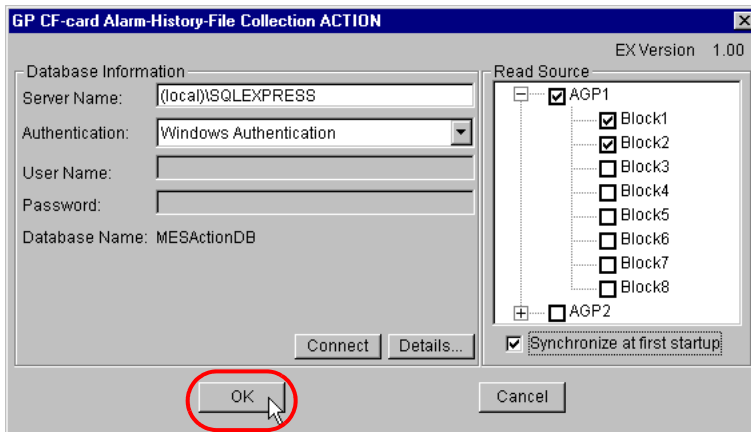 GP CF-card Alarm-History-File Collection ACTION
EX Version 1.00
Database Information
Server Name: (local)\SQLEXPRESS
Authentication: Windows Authentication
User Name:
Password:
Database Name: MESActionDB
Connect Details...
Read Source
AGP1
Block1
Block2
Block3
Block4
Block5
Block6
Block7
Block8
AGP2
Synchronize at first startup
OK Cancel